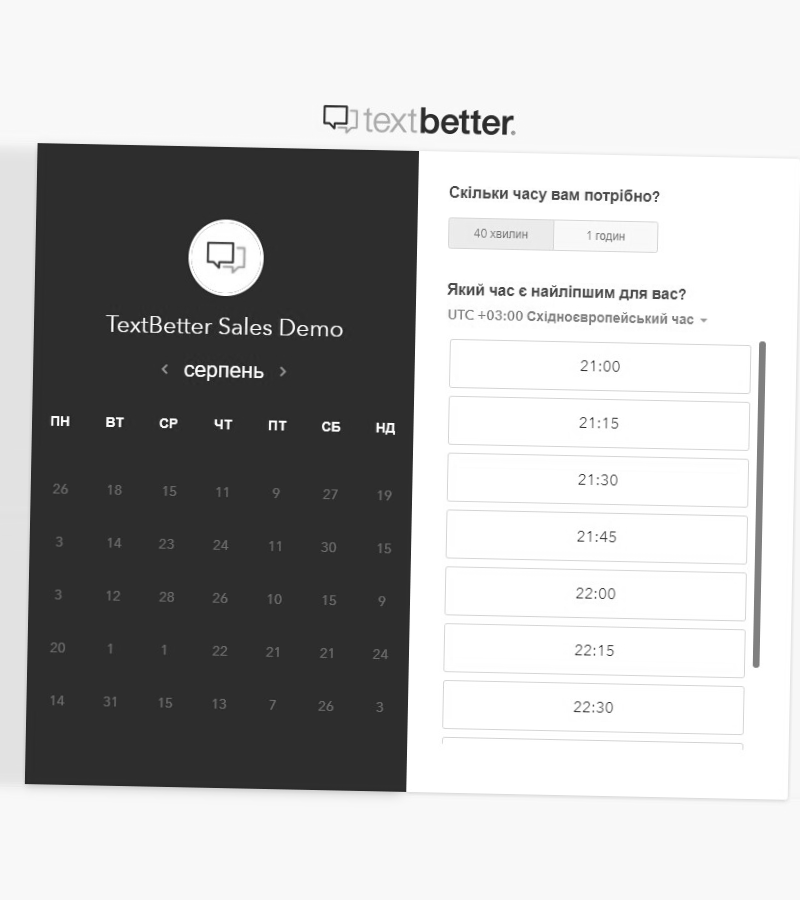 textbetter.
TextBetter Sales Demo
серпень
ПН ВТ СР ЧТ ПТ СБ НД
26 18 15 11 9 27 19
3 14 23 24 11 30 15
3 12 28 26 10 15 9
20 1 1 22 21 21 24
14 31 15 13 7 26 3
Скільки часу вам потрібно?
40 хвилин 1 годин
Який час є найліпшим для вас?
UTC +03:00 Східноєвропейський час
21:00
21:15
21:30
21:45
22:00
22:15
22:30